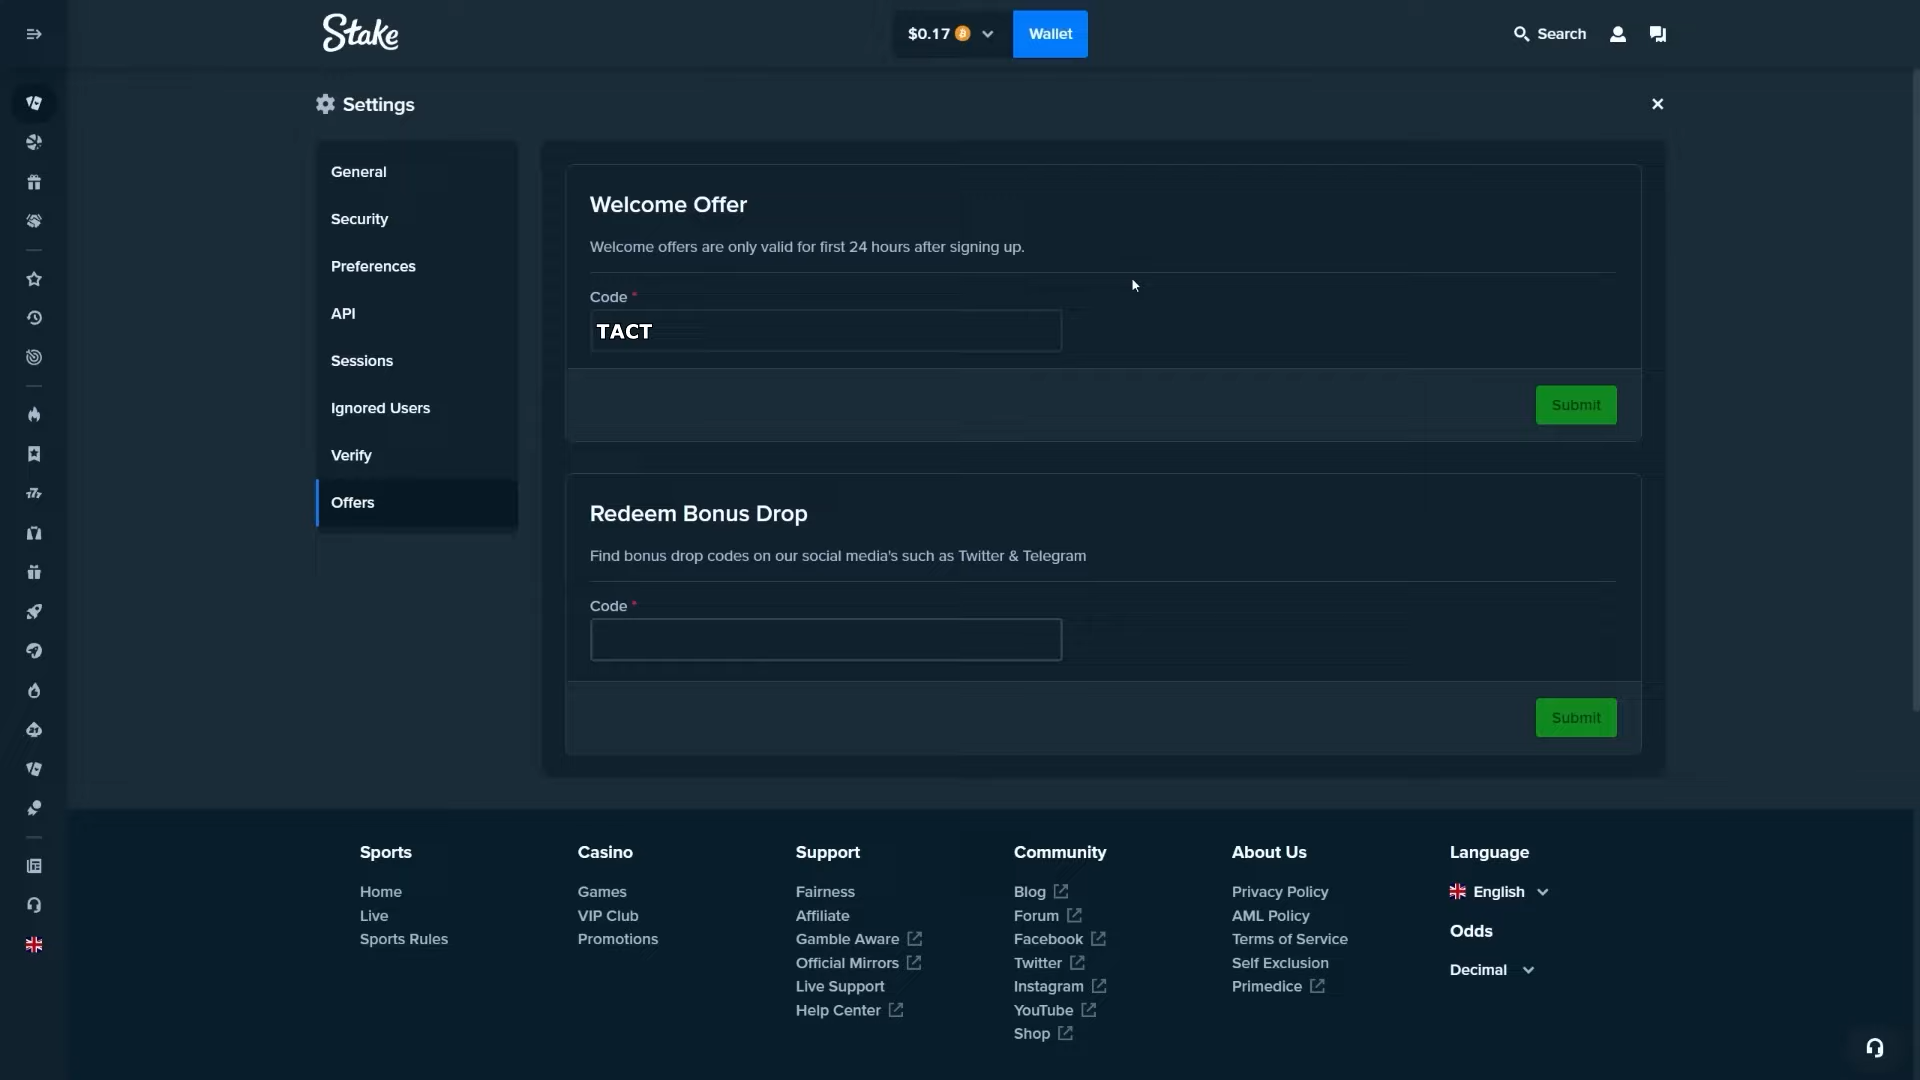 Stake
$0.17
Wallet
Search
Settings
General
Security
Preferences
API
Sessions
Ignored Users
Verify
Offers
Welcome Offer
Welcome offers are only valid for first 24 hours after signing up.
Code *
TACT
Submit
Redeem Bonus Drop
Find bonus drop codes on our social media's such as Twitter & Telegram
Code *
Submit
Sports
Home
Live
Sports Rules
Casino
Games
VIP Club
Promotions
Support
Fairness
Affiliate
Gamble Aware
Official Mirrors
Live Support
Help Center
Community
Blog
Forum
Facebook
Twitter
Instagram
YouTube
Shop
About Us
Privacy Policy
AML Policy
Terms of Service
Self Exclusion
Primedice
Language
English
Odds
Decimal